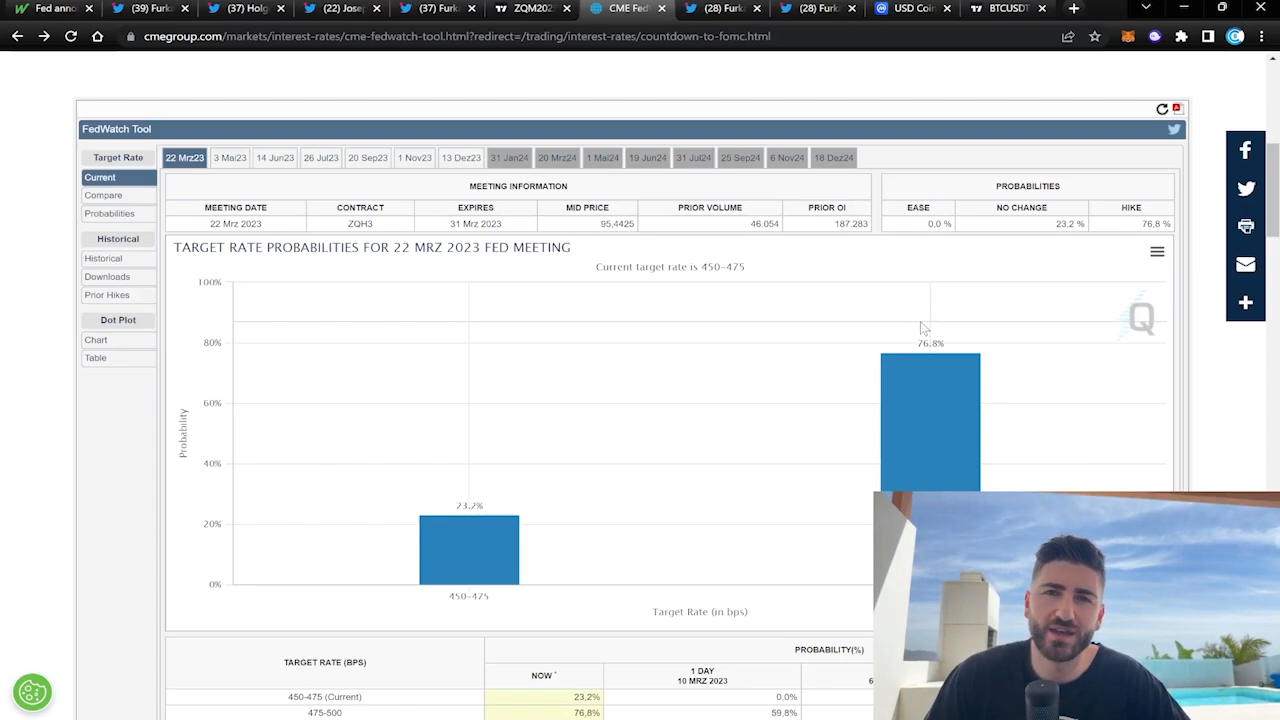 Fed anno
(39) Furka
(37) Holg
(22) Josep
(37) Furka
ZQM202
CME Fed
(28) Furk
(28) Furk
USD Coin
BTCUSDT
cmegroup.com/markets/interest-rates/cme-fedwatch-tool.html?redirect=/trading/interest-rates/countdown-to-fomc.html
FedWatch Tool
Target Rate
Current
Compare
Probabilities
Historical
Historical
Downloads
Prior Hikes
Dot Plot
Chart
Table
22 Mrz23 3 Mai23 14 Jun23 26 Jul23 20 Sep23 1 Nov23 13 Dez23 31 Jan24 20 Mrz24 1 Mai24 19 Jun24 31 Jul24 25 Sep24 6 Nov24 18 Dez24
MEETING INFORMATION
MEETING DATE CONTRACT EXPIRES MID PRICE PRIOR VOLUME PRIOR OI
22 Mrz 2023 ZQH3 31 Mrz 2023 95,4425 46.054 187.283
PROBABILITIES
EASE NO CHANGE HIKE
0,0 % 23,2 % 76,8 %
TARGET RATE PROBABILITIES FOR 22 MRZ 2023 FED MEETING
Current target rate is 450–475
100%
80%
60%
40%
20%
0%
Probability
23,2%
76,8%
450–475
Target Rate (in bps)
Q
TARGET RATE (BPS)
PROBABILITY(%)
NOW *
1 DAY
10 MRZ 2023
450-475 (Current) 23,2% 0,0%
475-500 76,8% 59,8%